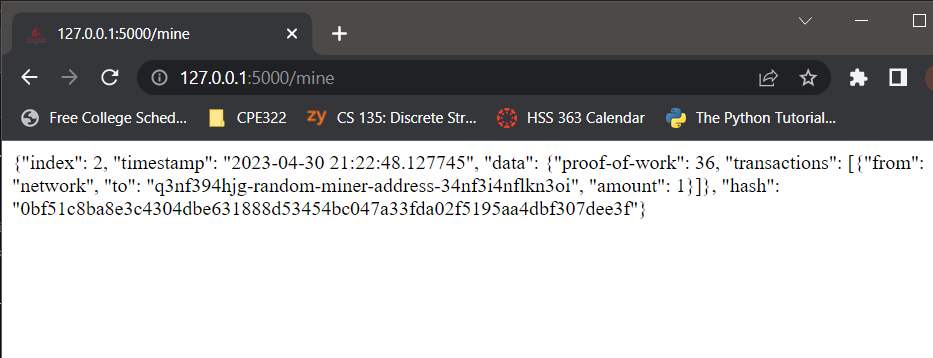 127.0.0.1:5000/mine
127.0.0.1:5000/mine
Free College Sched... CPE322 zy CS 135: Discrete Str... HSS 363 Calendar The Python Tutorial...
{"index": 2, "timestamp": "2023-04-30 21:22:48.127745", "data": {"proof-of-work": 36, "transactions": [{"from":
"network", "to": "q3nf394hjg-random-miner-address-34nf3i4nflkn3oi", "amount": 1}]}, "hash":
"0bf51c8ba8e3c4304dbe631888d53454bc047a33fda02f5195aa4dbf307dee3f"}